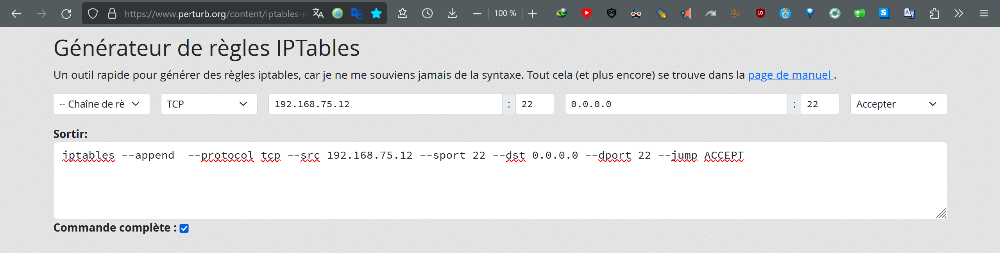 https://www.perturb.org/content/iptables-r
100 %
Générateur de règles IPTables
Un outil rapide pour générer des règles iptables, car je ne me souviens jamais de la syntaxe. Tout cela (et plus encore) se trouve dans la page de manuel .
-- Chaîne de rè TCP 192.168.75.12 : 22 0.0.0.0 : 22 Accepter
Sortir:
iptables --append  --protocol tcp --src 192.168.75.12 --sport 22 --dst 0.0.0.0 --dport 22 --jump ACCEPT
Commande complète :